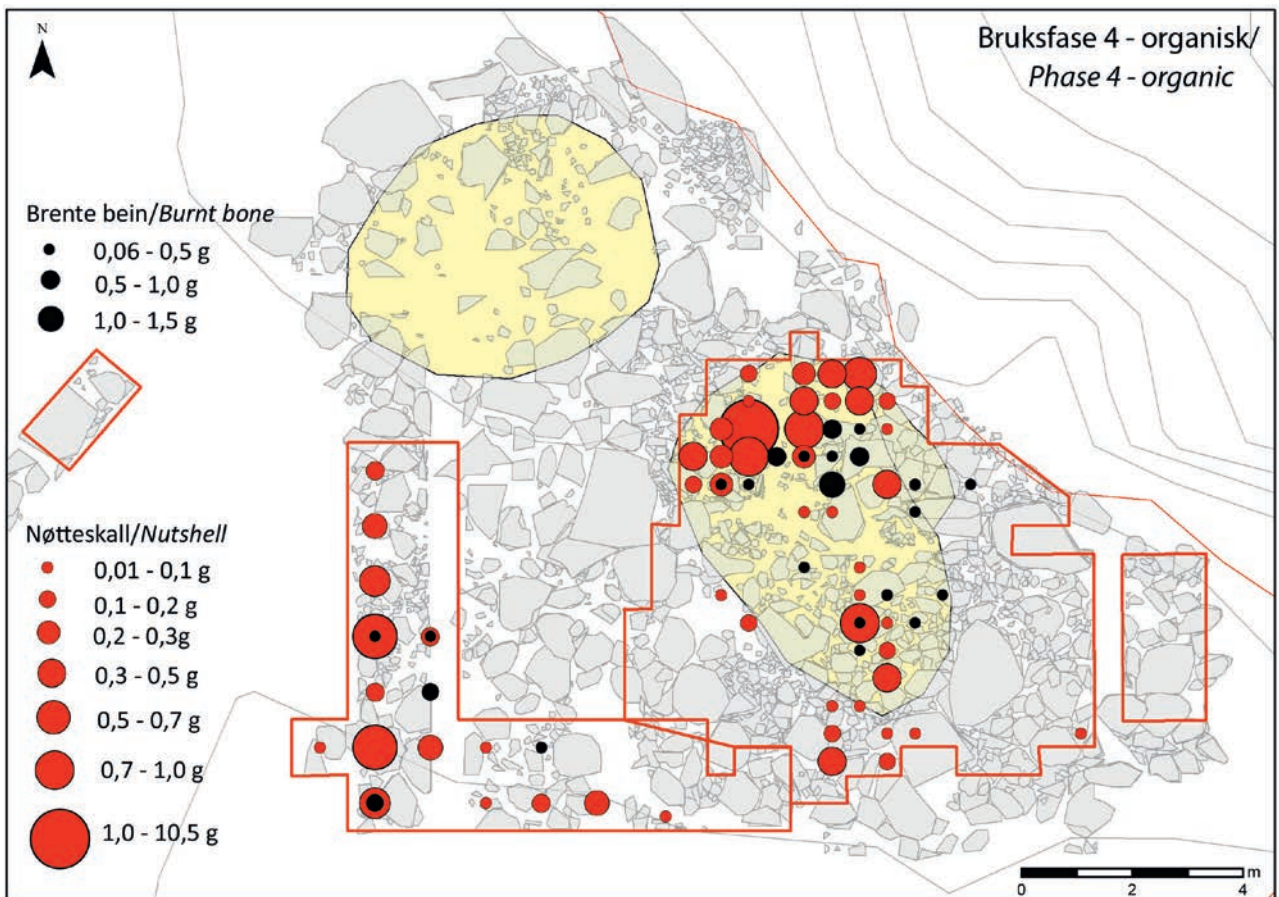 N
Bruksfase 4 - organisk/
Phase 4 - organic
Brente bein/Burnt bone
0,06 - 0,5 g
0,5 - 1,0 g
1,0 - 1,5 g
Nøtteskall/Nutshell
0,01 - 0,1 g
0,1 - 0,2 g
0,2 - 0,3g
0,3 - 0,5 g
0,5 - 0,7 g
0,7 - 1,0 g
1,0 - 10,5 g
m
0 2 4